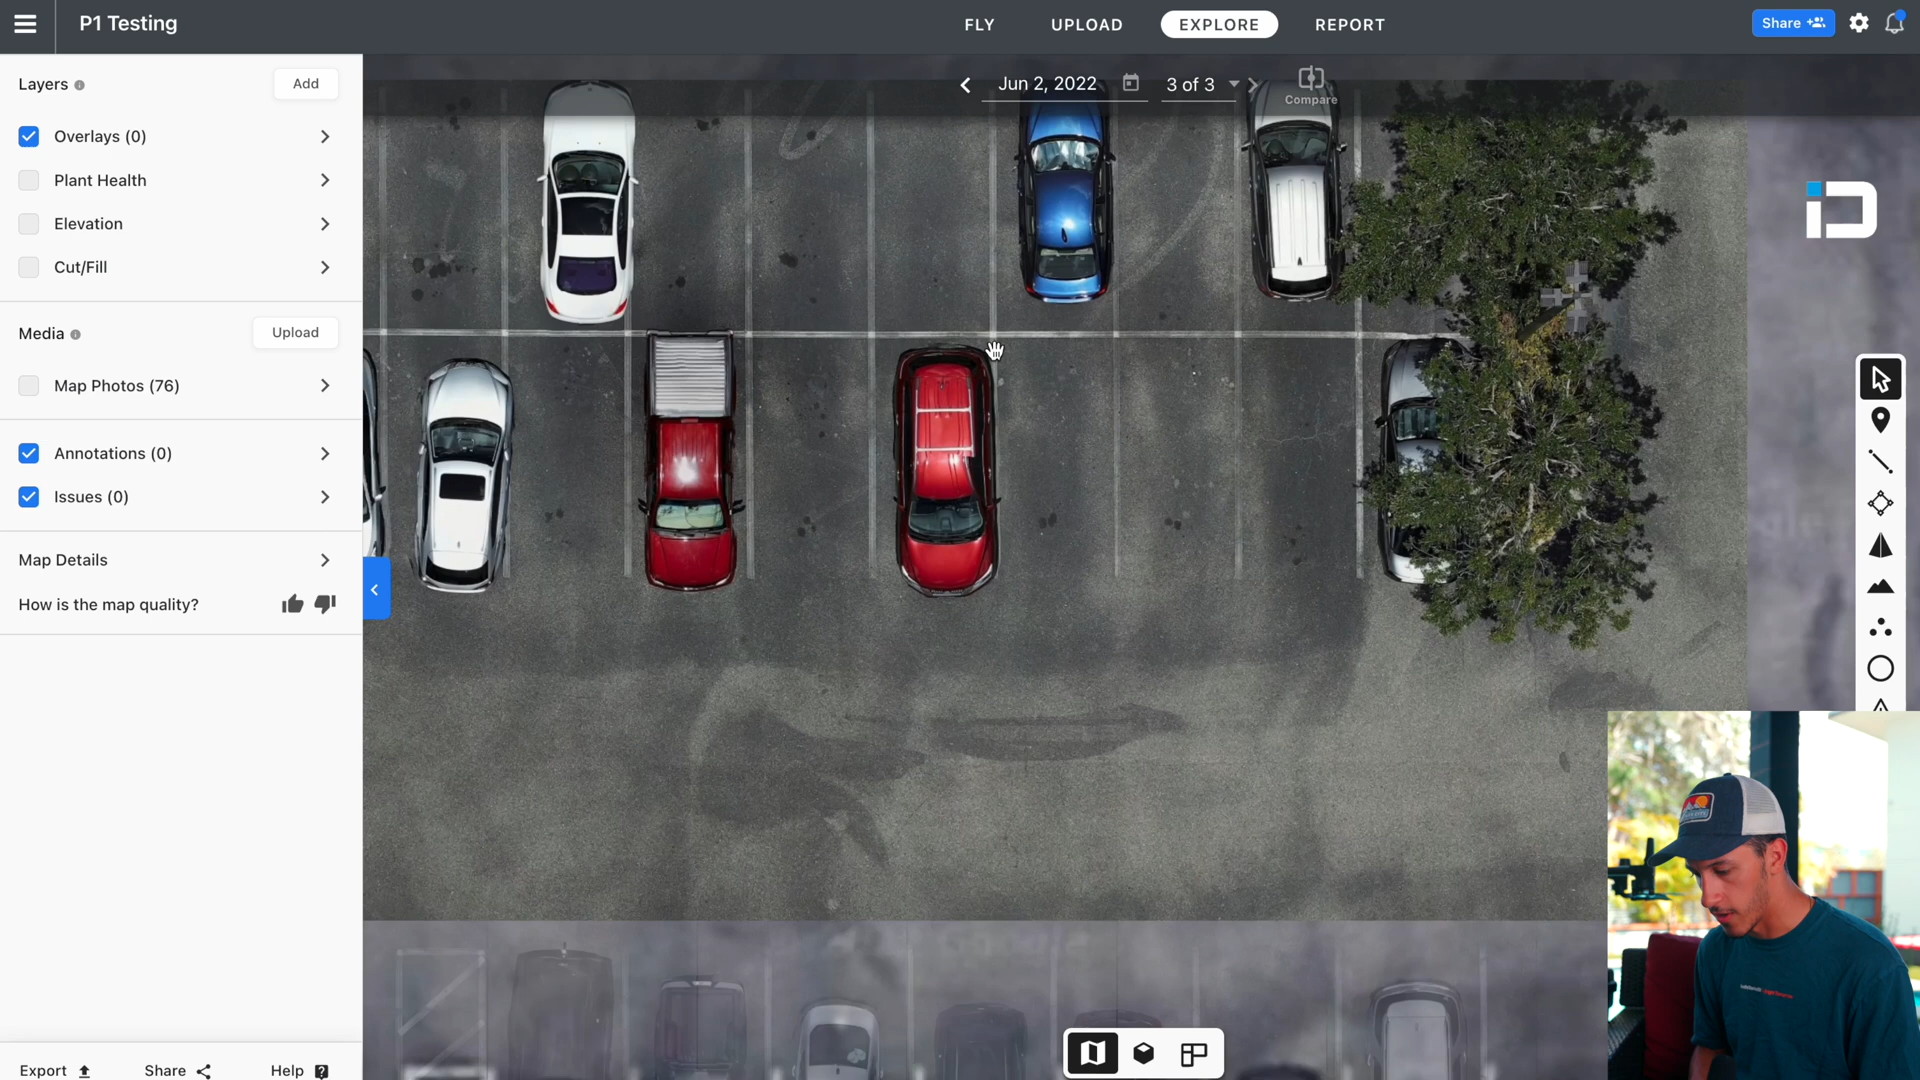 P1 Testing
FLY
UPLOAD
EXPLORE
REPORT
Share
Layers
Add
Jun 2, 2022
3 of 3
Compare
Overlays (0)
Plant Health
Elevation
Cut/Fill
Media
Upload
Map Photos (76)
Annotations (0)
Issues (0)
Map Details
How is the map quality?
Export
Share
Help